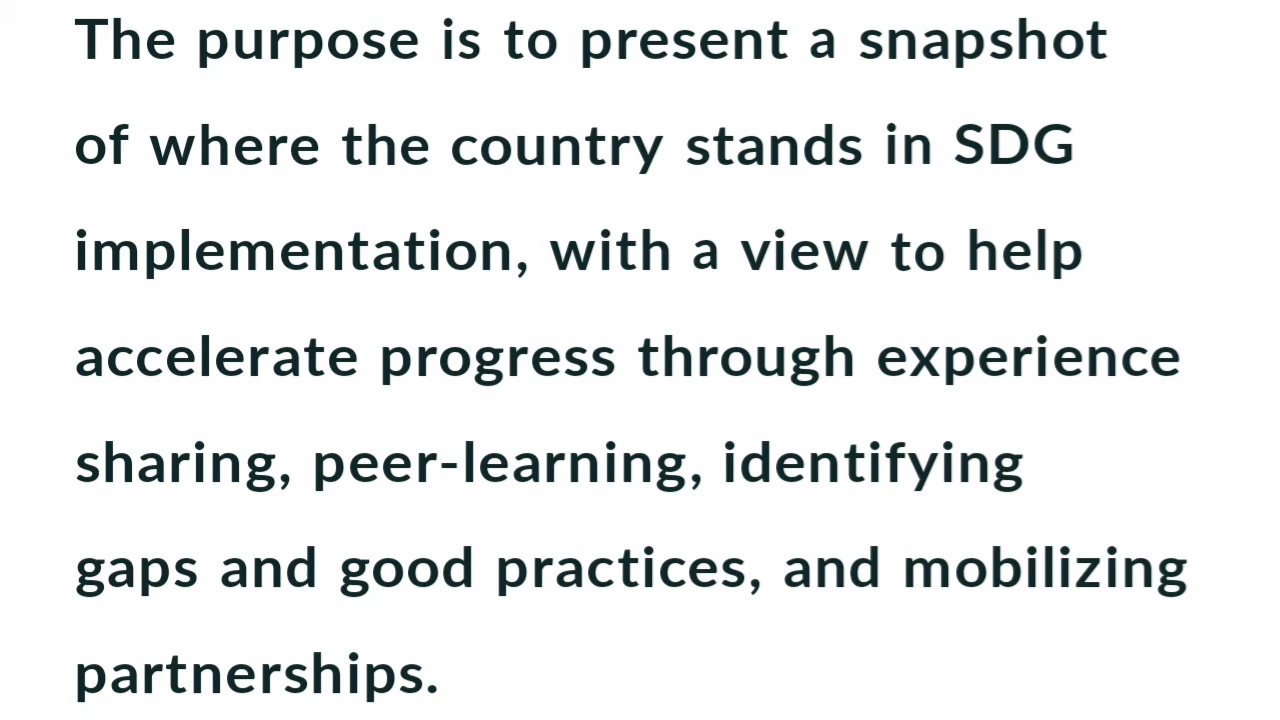 The purpose is to present a snapshot
of where the country stands in SDG
implementation, with a view to help
accelerate progress through experience
sharing, peer-learning, identifying
gaps and good practices, and mobilizing
partnerships.